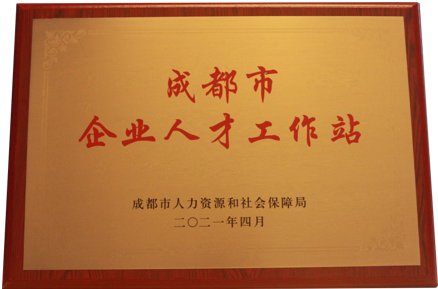 成都市
企业人才工作站
成都市人力资源和社会保障局
二〇二一年四月